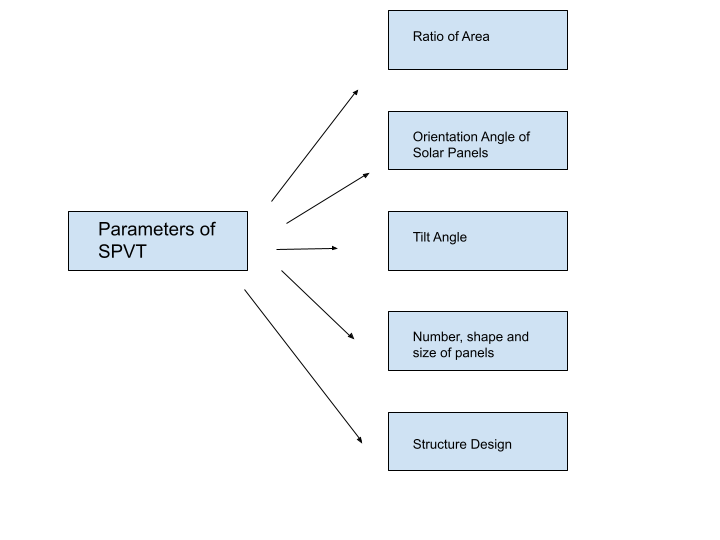 Ratio of Area
Orientation Angle of
Solar Panels
Parameters of
SPVT
Tilt Angle
Number, shape and
size of panels
Structure Design